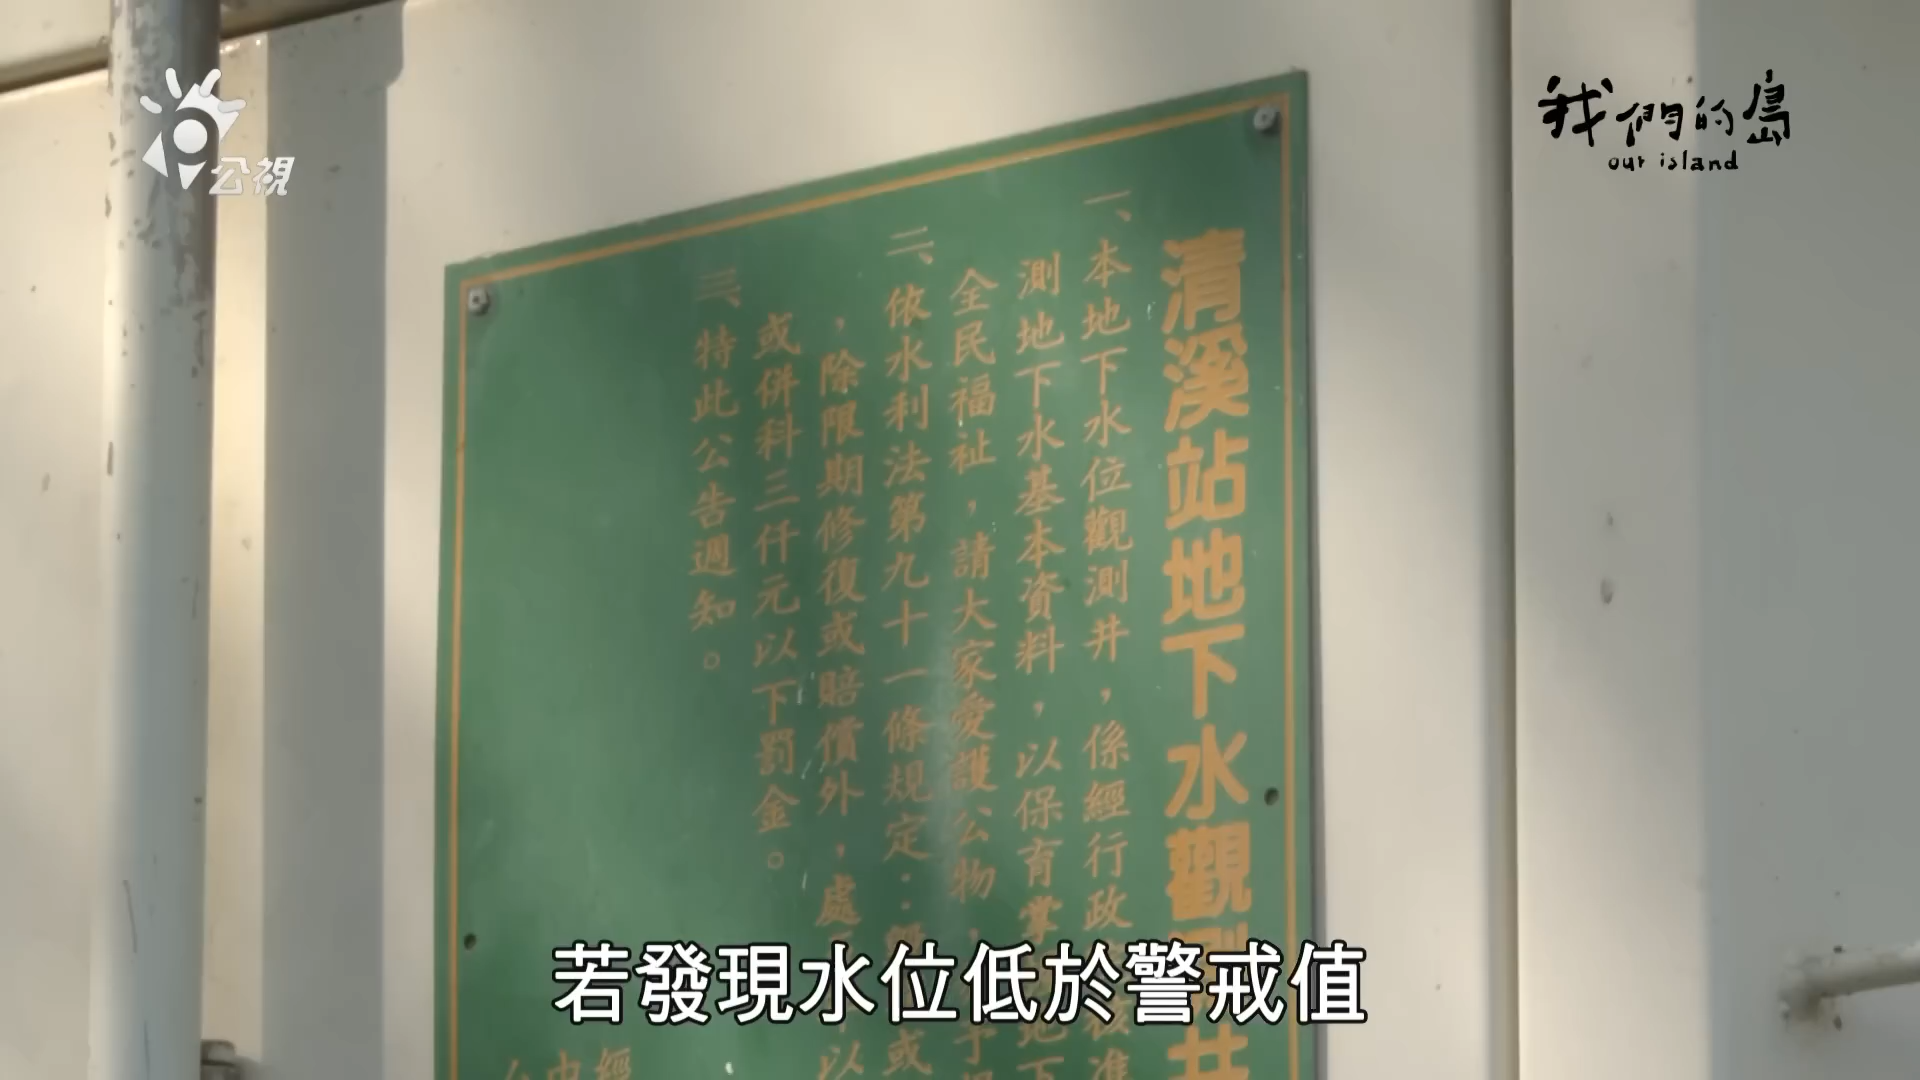 公視
我們的島
our island
清溪站地下水觀測井
一、本地下水位觀測井，係經行政
測地下水基本資料，以保育掌
全民福祉，請大家愛護公物，
二、依水利法第九十一條規定：
，除限期修復或賠償外，處
或併科三仟元以下罰金。
三、特此公告週知。
若發現水位低於警戒值